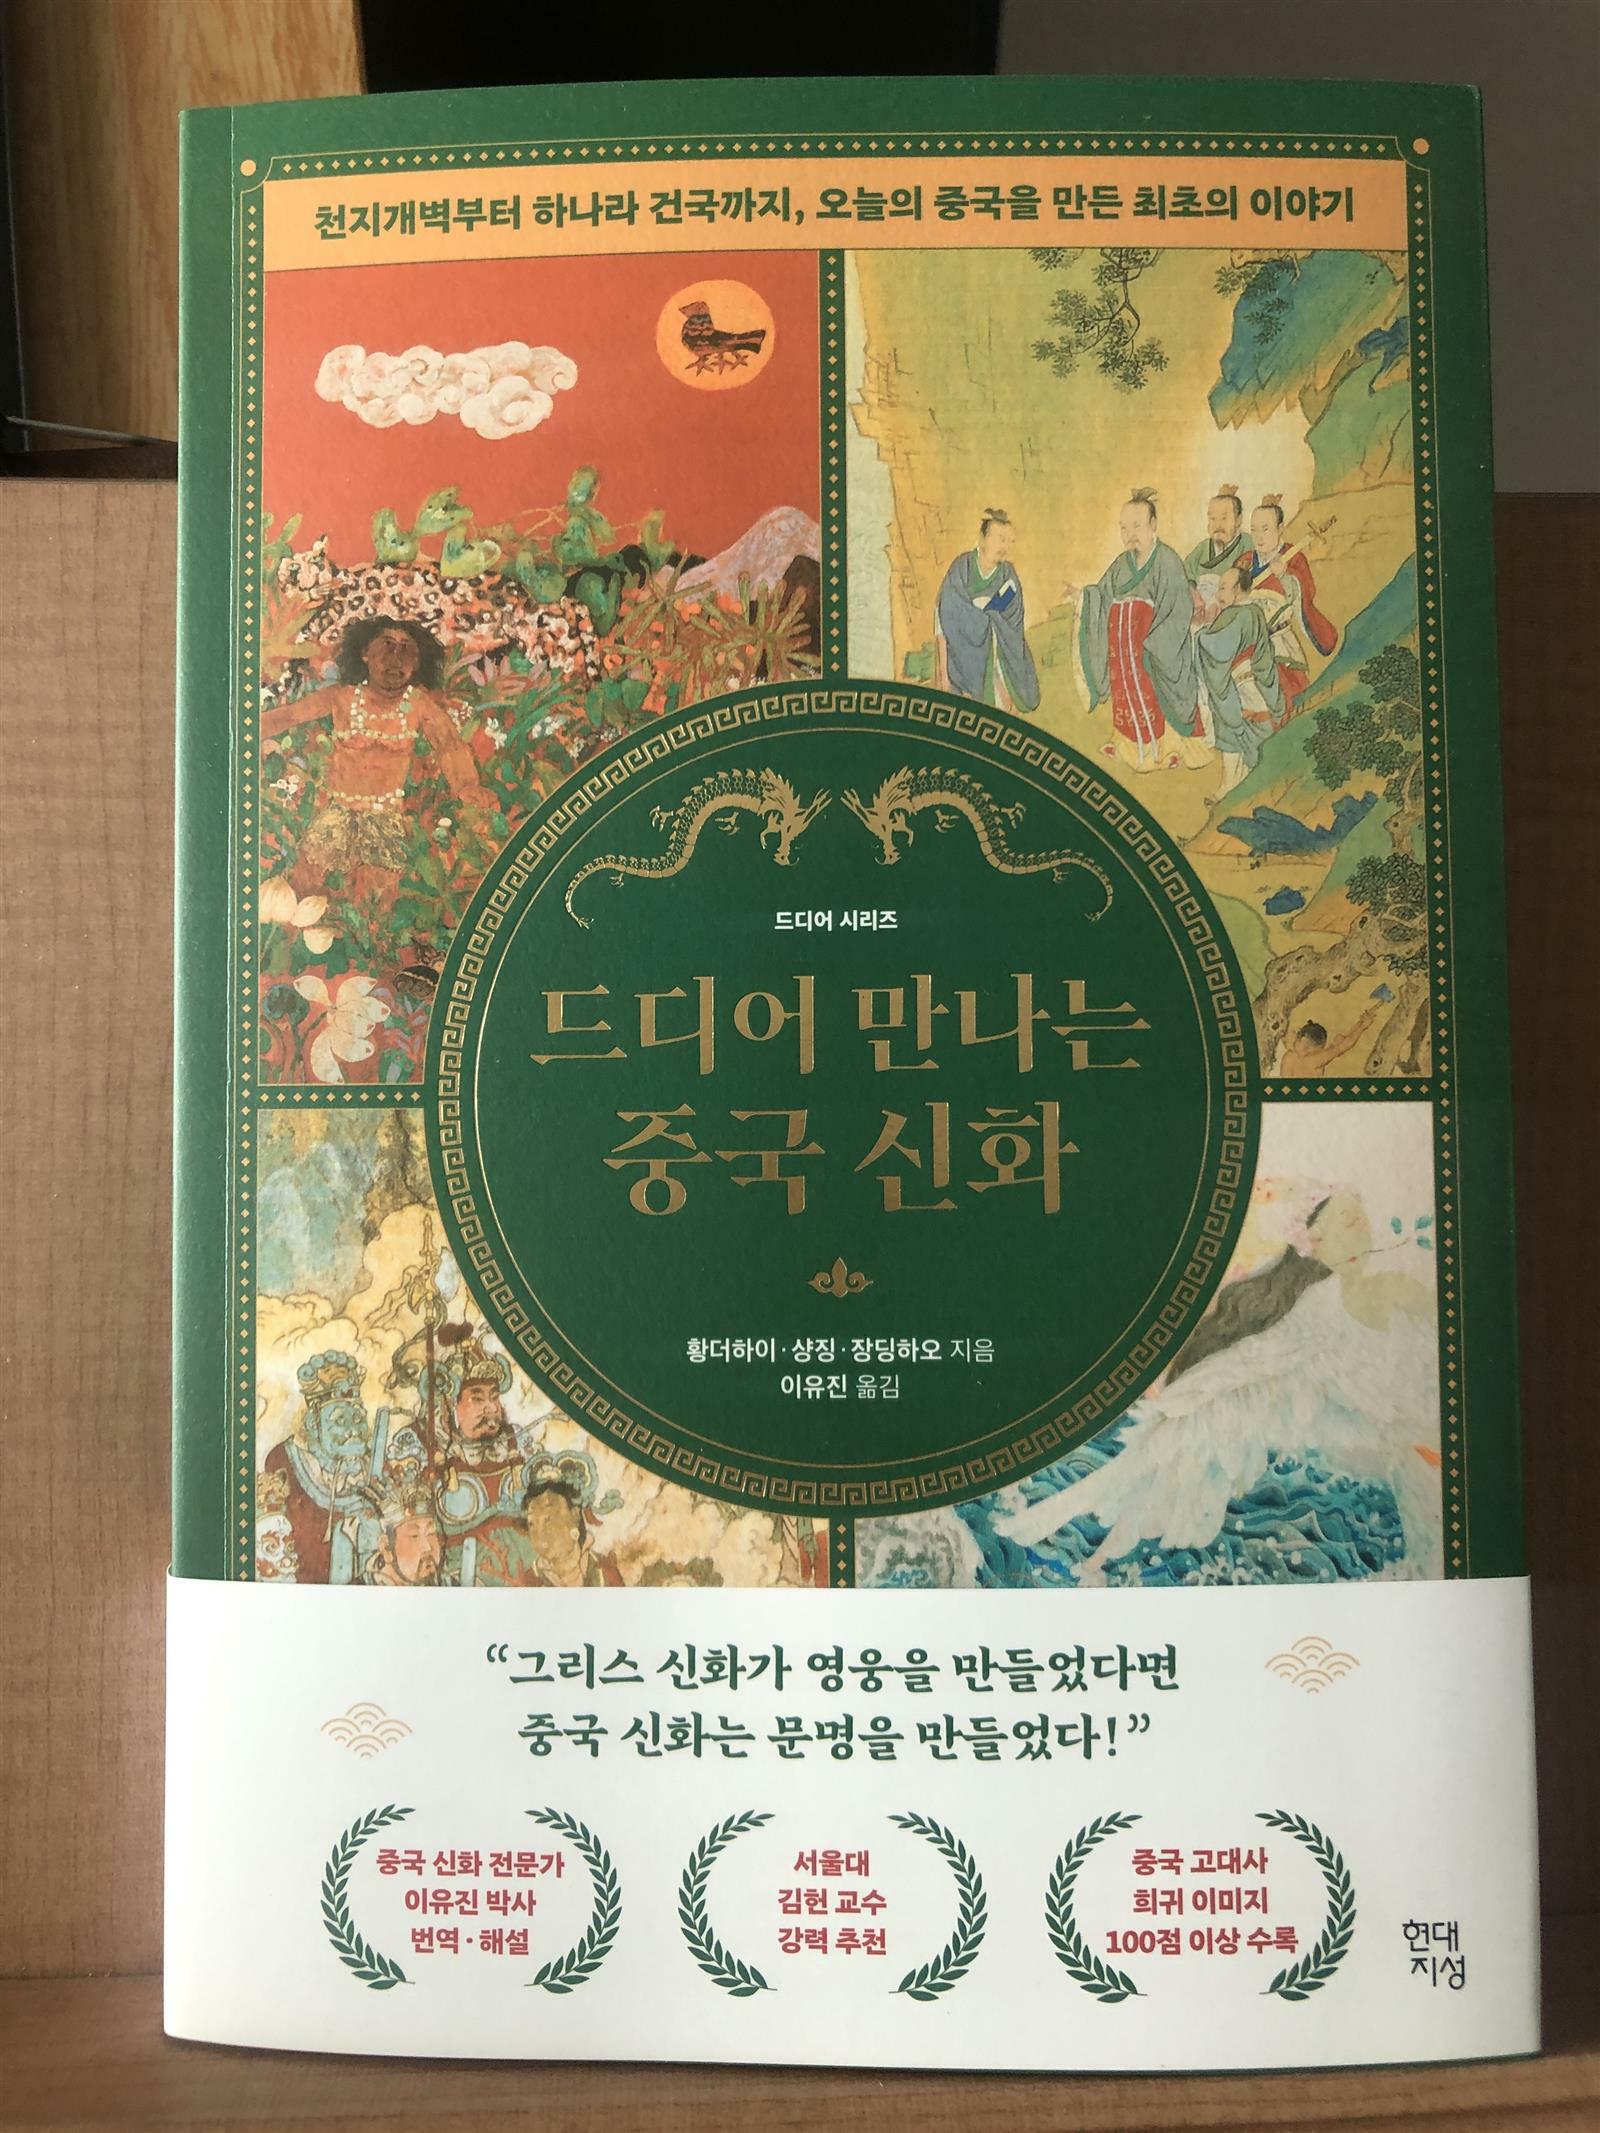 천지개벽부터 하나라 건국까지, 오늘의 중국을 만든 최초의 이야기
드디어 시리즈
드디어 만나는
중국 신화
황더하이 · 샹징 · 장딩하오 지음
이유진 옮김
“그리스 신화가 영웅을 만들었다면
중국 신화는 문명을 만들었다!”
중국 신화 전문가
이유진 박사
번역 · 해설
서울대
김헌 교수
강력 추천
중국 고대사
희귀 이미지
100점 이상 수록
현대
지성